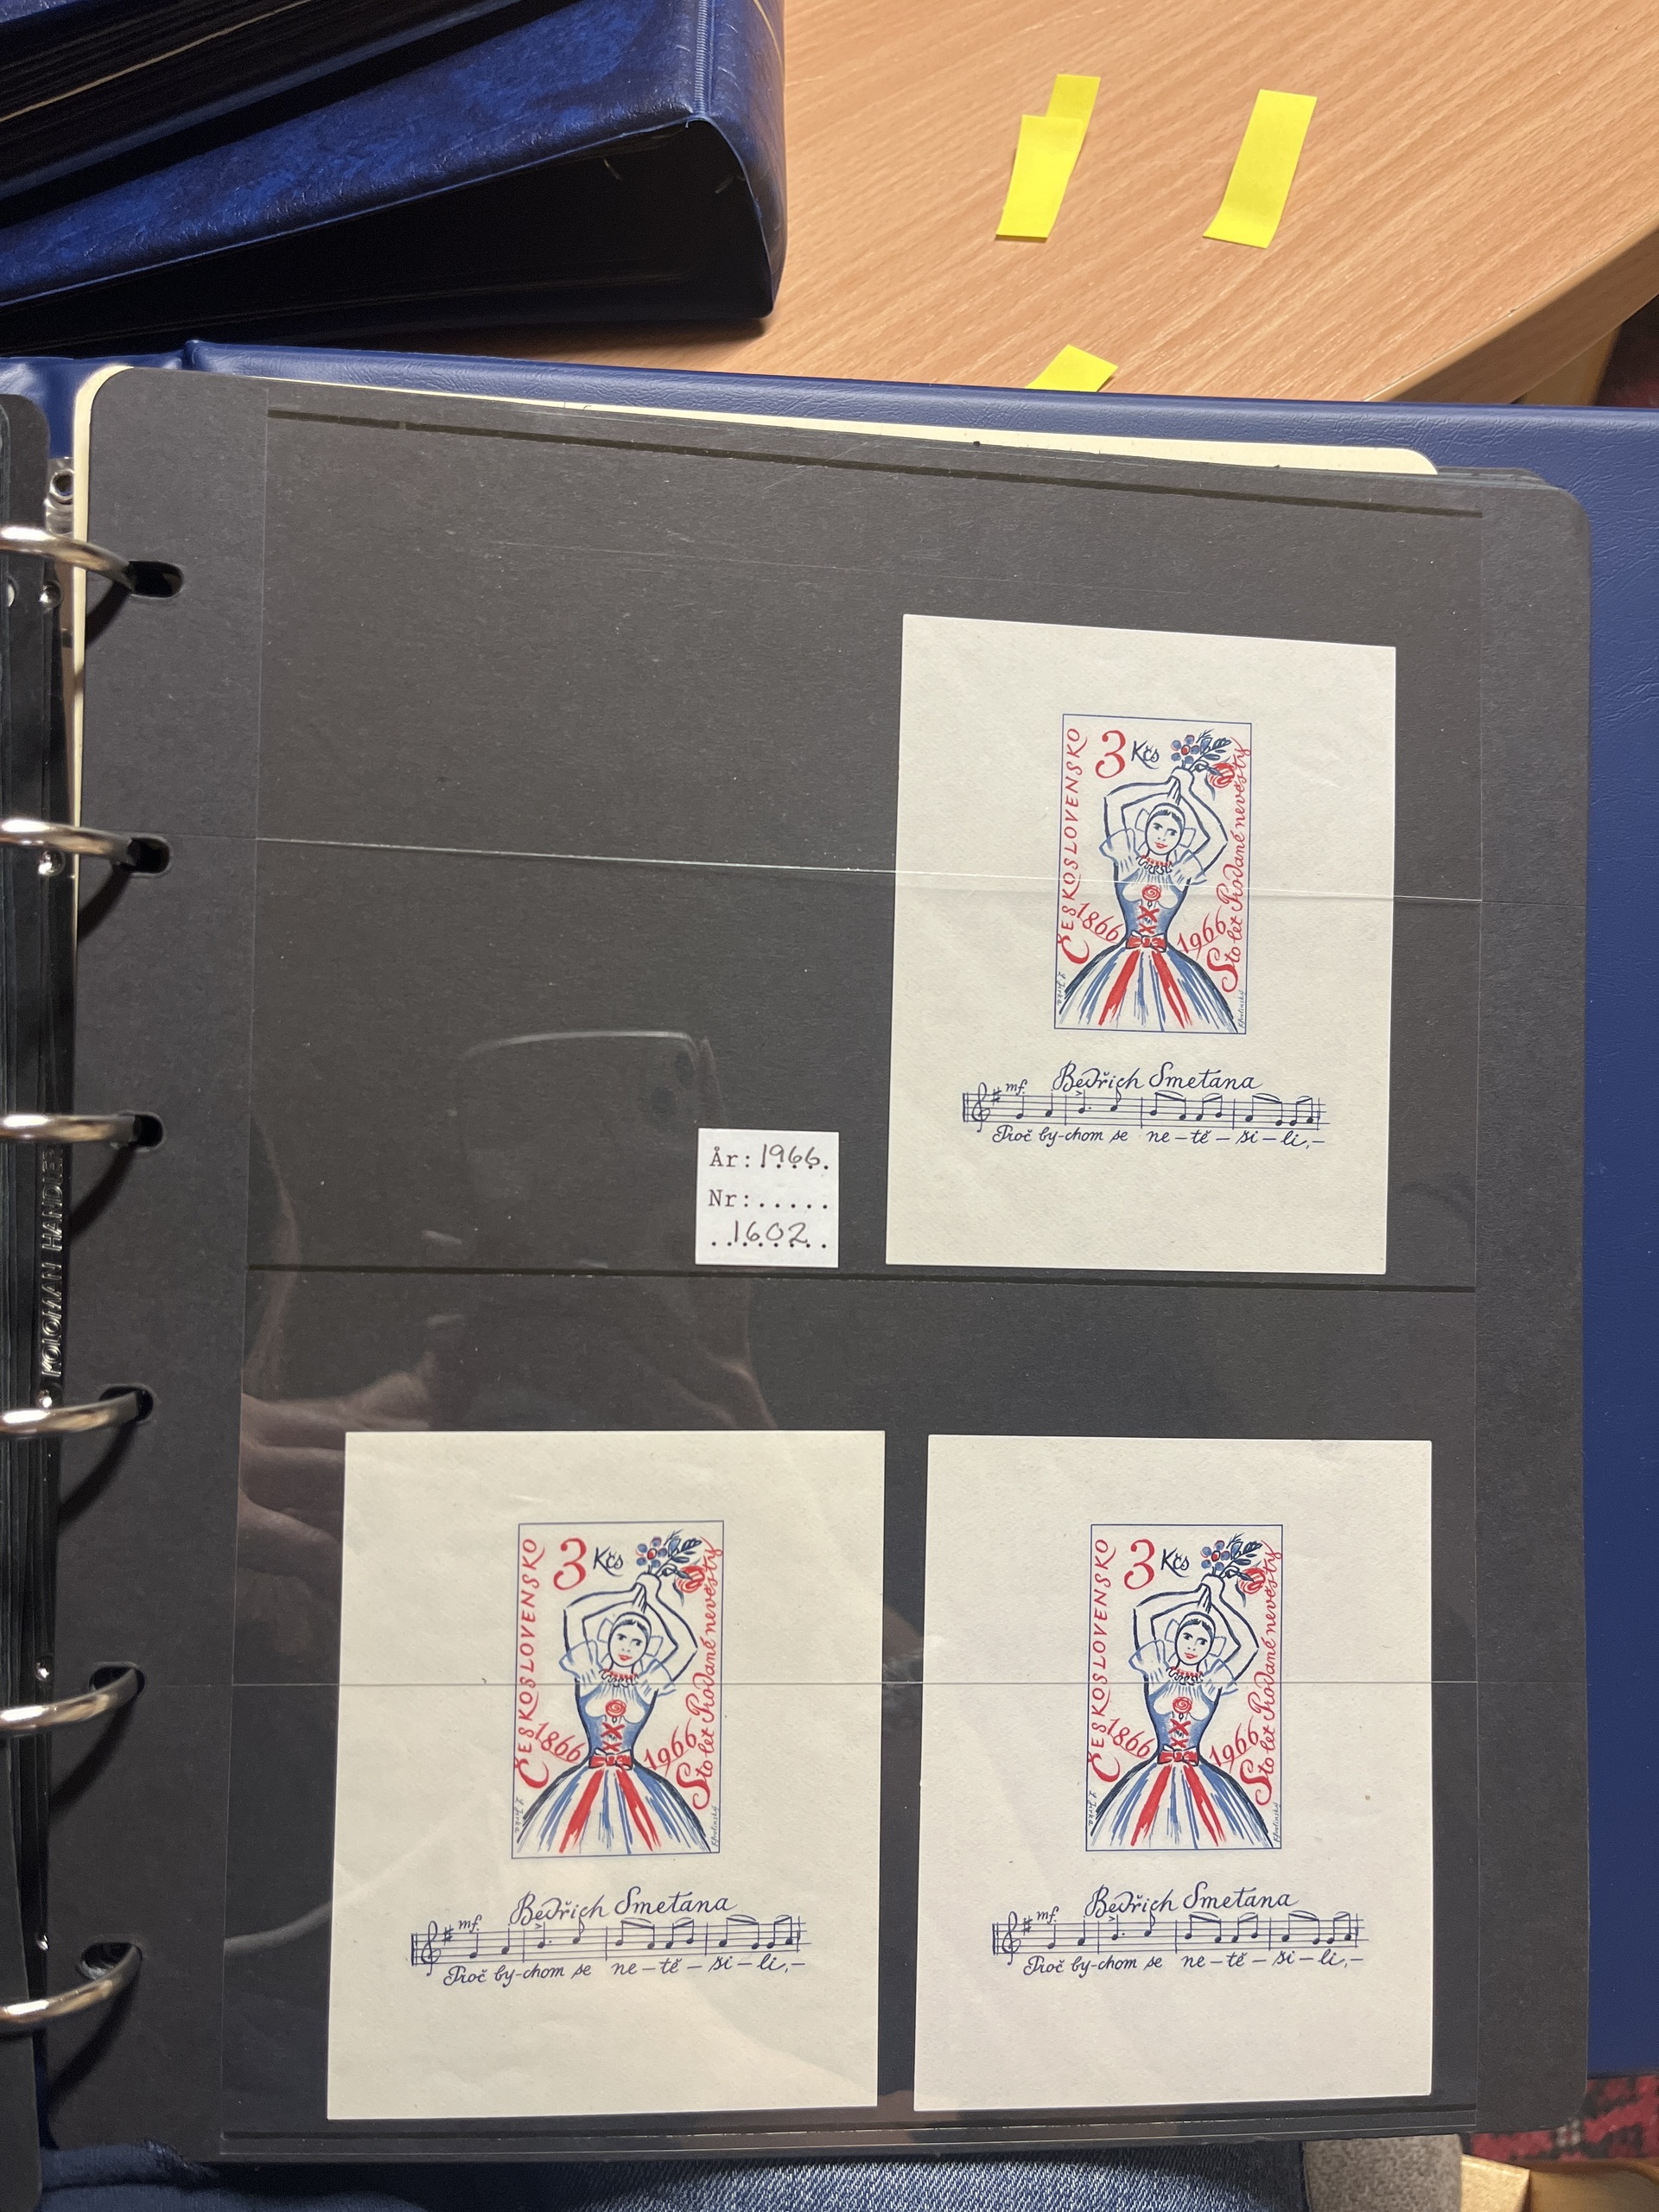 3 Kčs
ČESKOSLOVENSKO
1866
1966
Sto let Prodané nevěsty
Bedřich Smetana
mf.
Proč by-chom se ne-tě-ši-li,-
År: 1966.
Nr:.....
1602
3 Kčs
ČESKOSLOVENSKO
1866
1966
Sto let Prodané nevěsty
Bedřich Smetana
mf.
Proč by-chom se ne-tě-ši-li,-
3 Kčs
ČESKOSLOVENSKO
1866
1966
Sto let Prodané nevěsty
Bedřich Smetana
mf.
Proč by-chom se ne-tě-ši-li,-